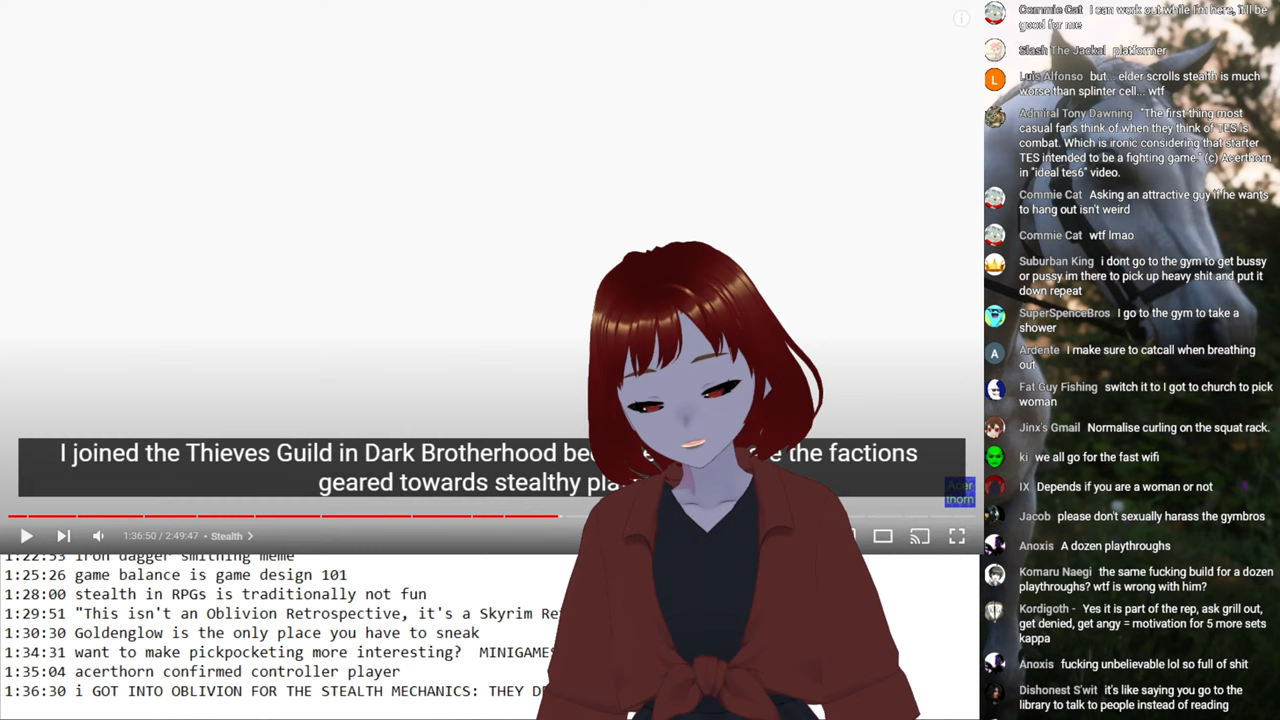 I joined the Thieves Guild in Dark Brotherhood the factions
geared towards stealthy
Acer
thorn
1:36:50 / 2:49:47 • Stealth
1:22:53 iron dagger smithing meme
1:25:26 game balance is game design 101
1:28:00 stealth in RPGs is traditionally not fun
1:29:51 "This isn't an Oblivion Retrospective, it's a Skyrim
1:30:30 Goldenglow is the only place you have to sneak
1:34:31 want to make pickpocketing more interesting? MINIGAMES
1:35:04 acerthorn confirmed controller player
1:36:30 i GOT INTO OBLIVION FOR THE STEALTH MECHANICS: THEY
Commie Cat I can work out while I'm here, it'll be
good for me
Slash The Jackal platformer
L
Luis Alfonso but... elder scrolls stealth is much
worse than splinter cell... wtf
Admiral Tony Dawning "The first thing most
casual fans think of when they think of TES is
combat. Which is ironic considering that starter
TES intended to be a fighting game" (c) Acerthorn
in "ideal tes6" video.
Commie Cat Asking an attractive guy if he wants
to hang out isn't weird
Commie Cat wtf lmao
Suburban King i dont go to the gym to get bussy
or pussy im there to pick up heavy shit and put it
down repeat
SuperSpenceBros I go to the gym to take a
shower
A
Ardente I make sure to catcall when breathing
out
Fat Guy Fishing switch it to I got to church to pick
woman
Jinx's Gmail Normalise curling on the squat rack.
ki we all go for the fast wifi
IX Depends if you are a woman or not
Jacob please don't sexually harass the gymbros
Anoxis A dozen playthroughs
Komaru Naegi the same fucking build for a dozen
playthroughs? wtf is wrong with him?
Kordigoth - Yes it is part of the rep, ask grill out,
get denied, get angy = motivation for 5 more sets
kappa
Anoxis fucking unbelievable lol so full of shit
Dishonest S'wit it's like saying you go to the
library to talk to people instead of reading